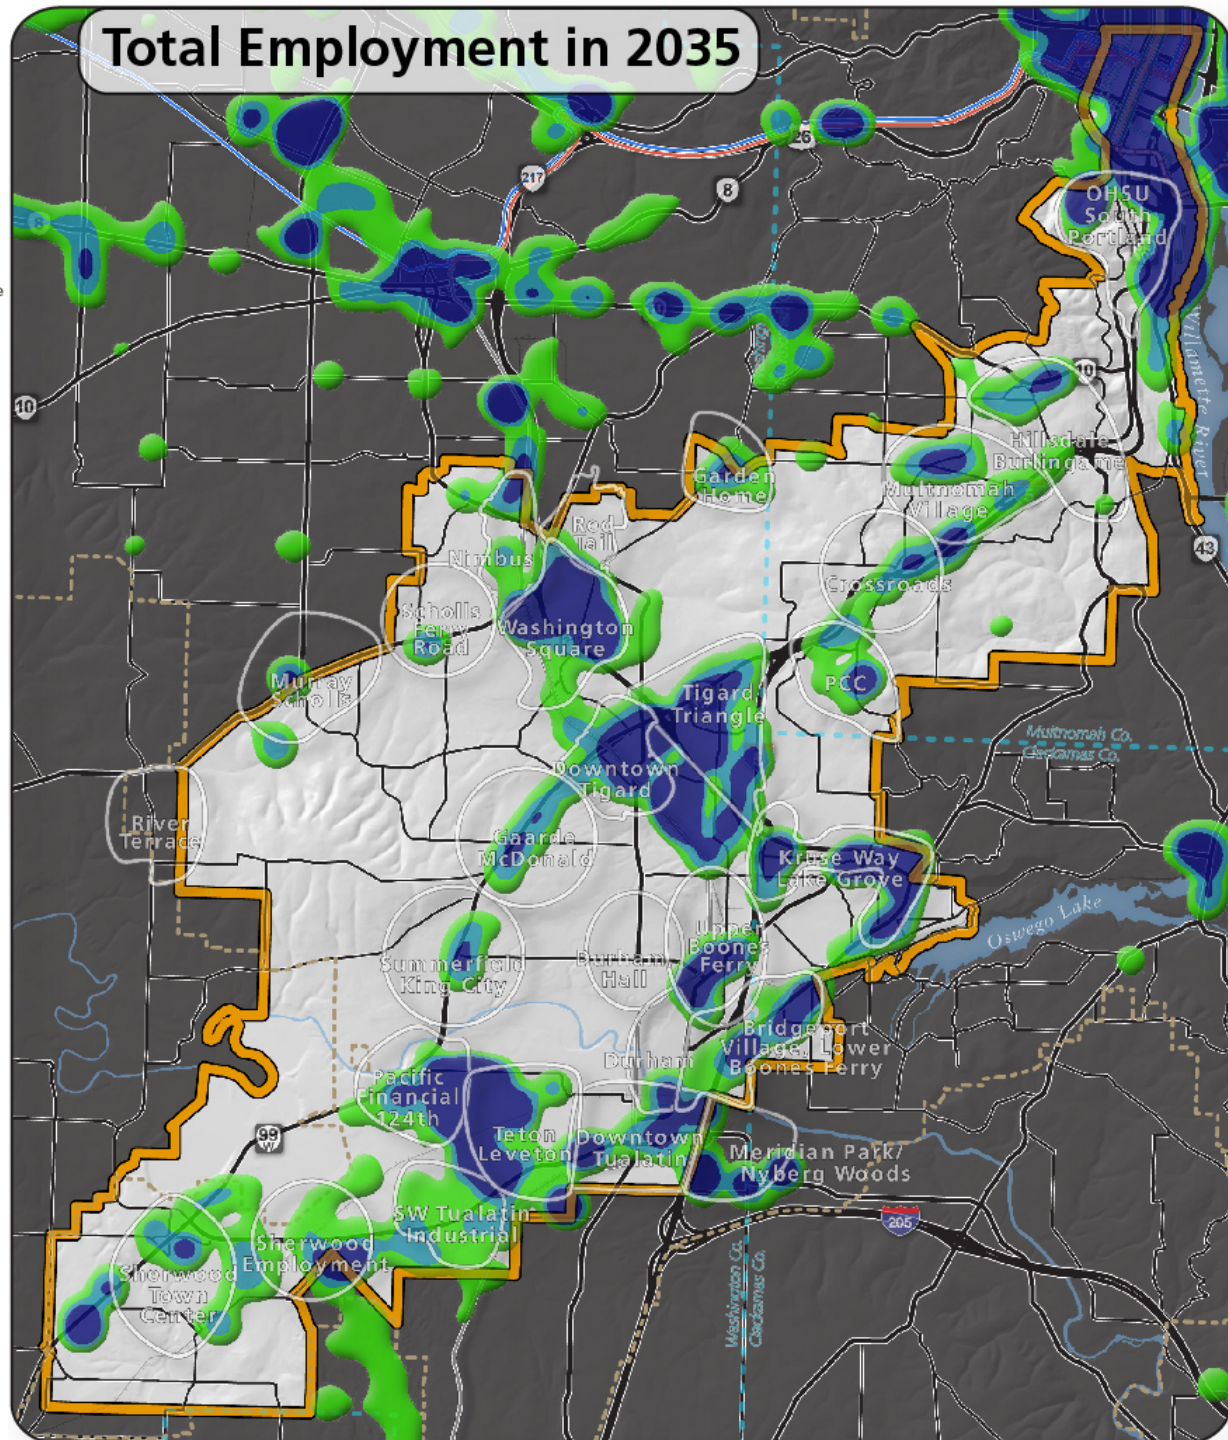 Total Employment in 2035
26
217
8
8
OHSU
South
Portland
10
10
Willamette River
Hillsdale
Burlingame
Garden
Home
Multnomah
Village
Red
Tail
43
Nimbus
Crossroads
Scholls
Ferry
Road
Washington
Square
Murray
Scholls
PCC
Tigard
Triangle
Multnomah Co.
Clackamas Co.
Downtown
Tigard
River
Terrace
Gaarde
McDonald
Kruse Way
Lake Grove
Oswego Lake
Upper
Boones
Ferry
Summerfield
King City
Durham
Hall
Bridgeport
Village/ Lower
Boones Ferry
Durham
Pacific
Financial
124th
99
W
Teton
Leveton
Downtown
Tualatin
Meridian Park/
Nyberg Woods
SW Tualatin
Industrial
205
Sherwood
Employment
Sherwood
Town
Center
Washington Co.
Clackamas Co.